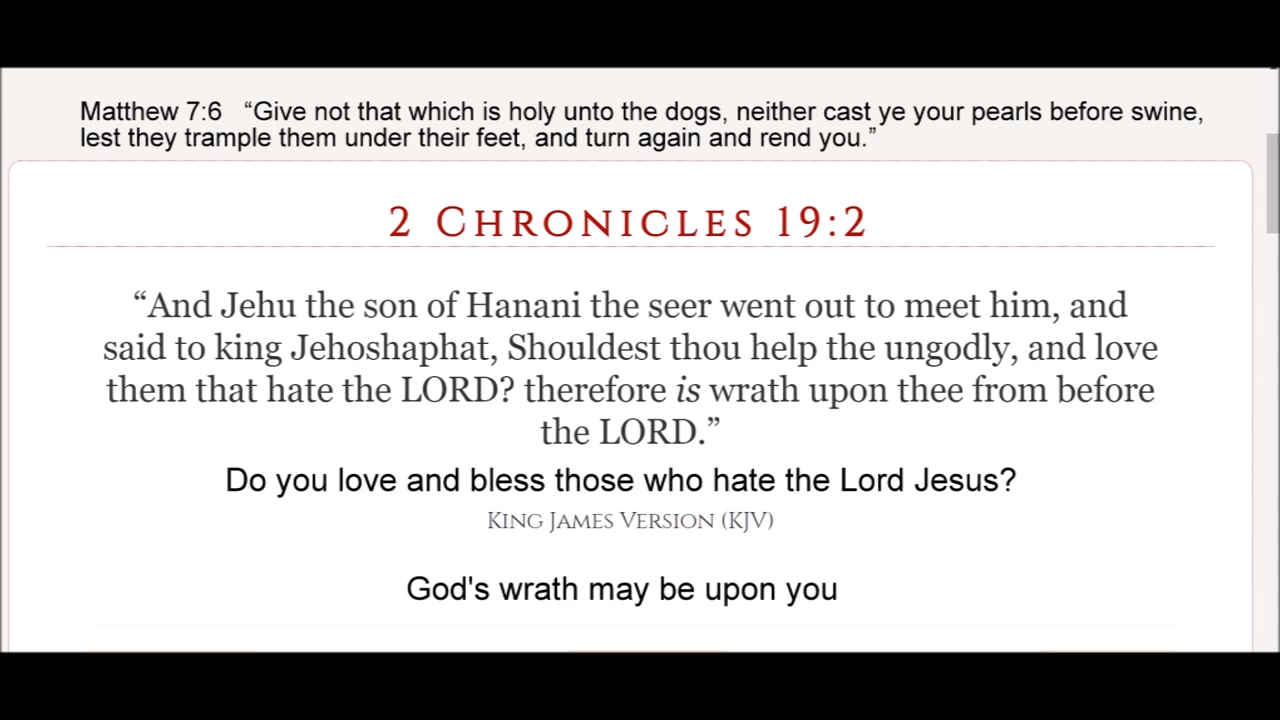 Matthew 7:6 “Give not that which is holy unto the dogs, neither cast ye your pearls before swine,
lest they trample them under their feet, and turn again and rend you.”
2 Chronicles 19:2
“And Jehu the son of Hanani the seer went out to meet him, and
said to king Jehoshaphat, Shouldest thou help the ungodly, and love
them that hate the LORD? therefore is wrath upon thee from before
the LORD.”
Do you love and bless those who hate the Lord Jesus?
King James Version (KJV)
God's wrath may be upon you